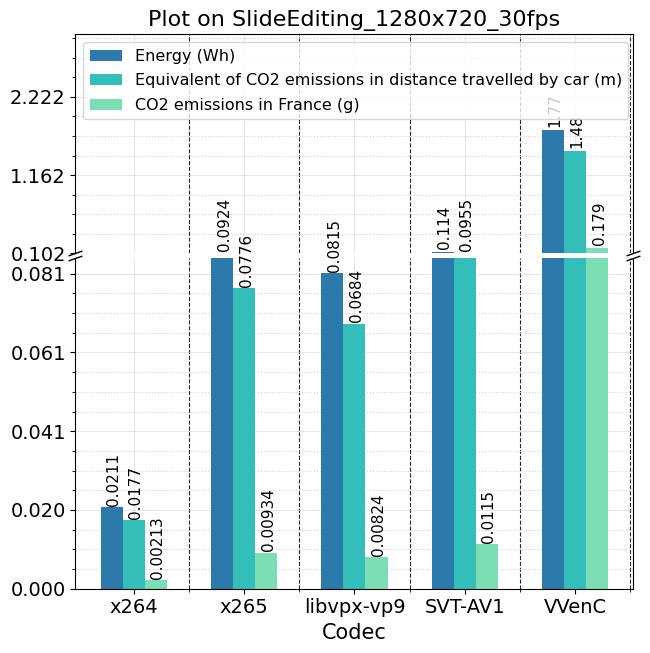 Plot on SlideEditing_1280x720_30fps
Energy (Wh)
Equivalent of CO2 emissions in distance travelled by car (m)
CO2 emissions in France (g)
2.222
1.162
0.102
0.081
0.061
0.041
0.020
0.000
0.0211
0.0177
0.00213
0.0924
0.0776
0.00934
0.0815
0.0684
0.00824
0.114
0.0955
0.0115
1.77
1.48
0.179
x264
x265
libvpx-vp9
SVT-AV1
VVenC
Codec